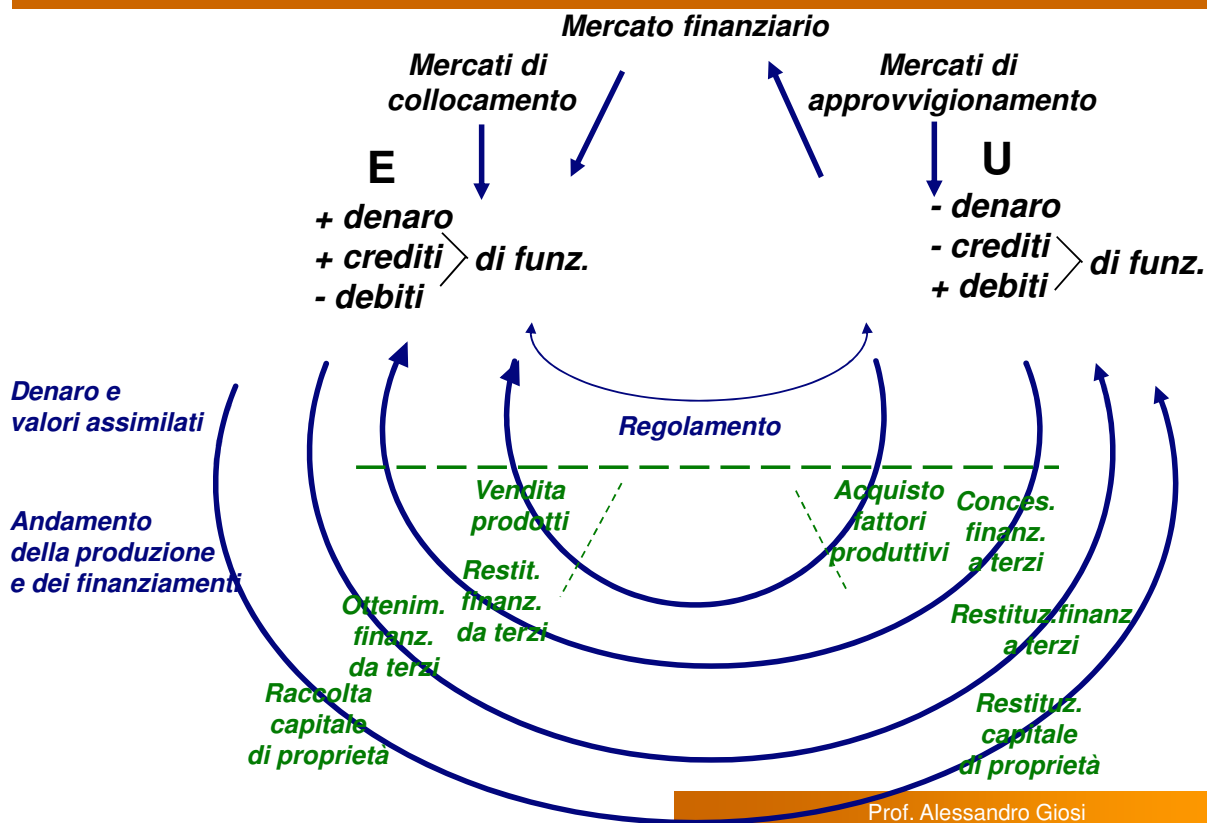 Mercato finanziario
Mercati di
collocamento
Mercati di
approvvigionamento
E
+ denaro
+ crediti
- debiti
di funz.
U
- denaro
- crediti
+ debiti
di funz.
Denaro e
valori assimilati
Regolamento
Andamento
della produzione
e dei finanziamenti
Vendita
prodotti
Acquisto
fattori
produttivi
Conces.
finanz.
a terzi
Restit.
finanz.
da terzi
Ottenim.
finanz.
da terzi
Restituz.finanz
a terzi
Raccolta
capitale
di proprietà
Restituz.
capitale
di proprietà
Prof. Alessandro Giosi